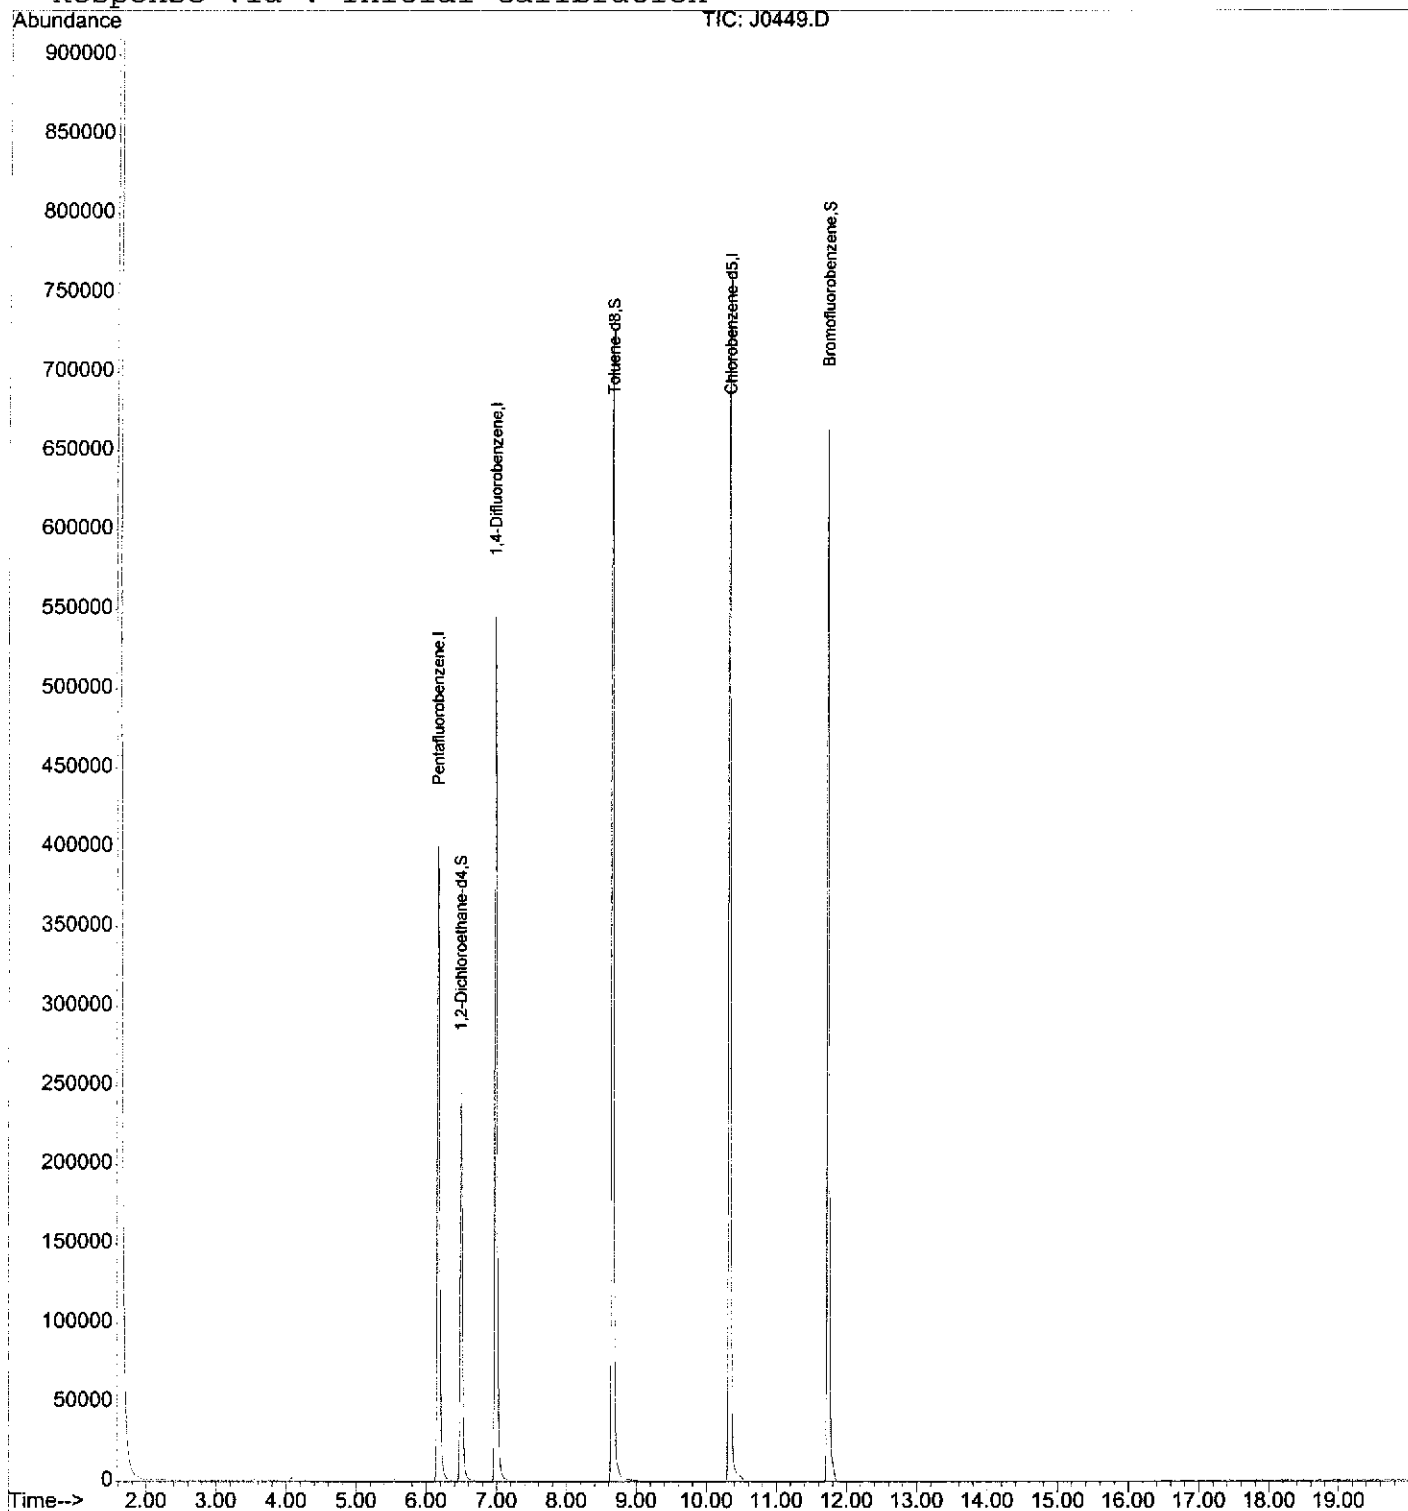 Response via : Initial Calibration
Abundance
TIC: J0449.D
900000
850000
800000
750000
700000
650000
600000
550000
500000
450000
400000
350000
300000
250000
200000
150000
100000
50000
0
Pentafluorobenzene,I
1,2-Dichloroethane-d4,S
1,4-Difluorobenzene,I
Toluene-d8,S
Chlorobenzene-d5,I
Bromofluorobenzene,S
Time--> 2.00 3.00 4.00 5.00 6.00 7.00 8.00 9.00 10.00 11.00 12.00 13.00 14.00 15.00 16.00 17.00 18.00 19.00